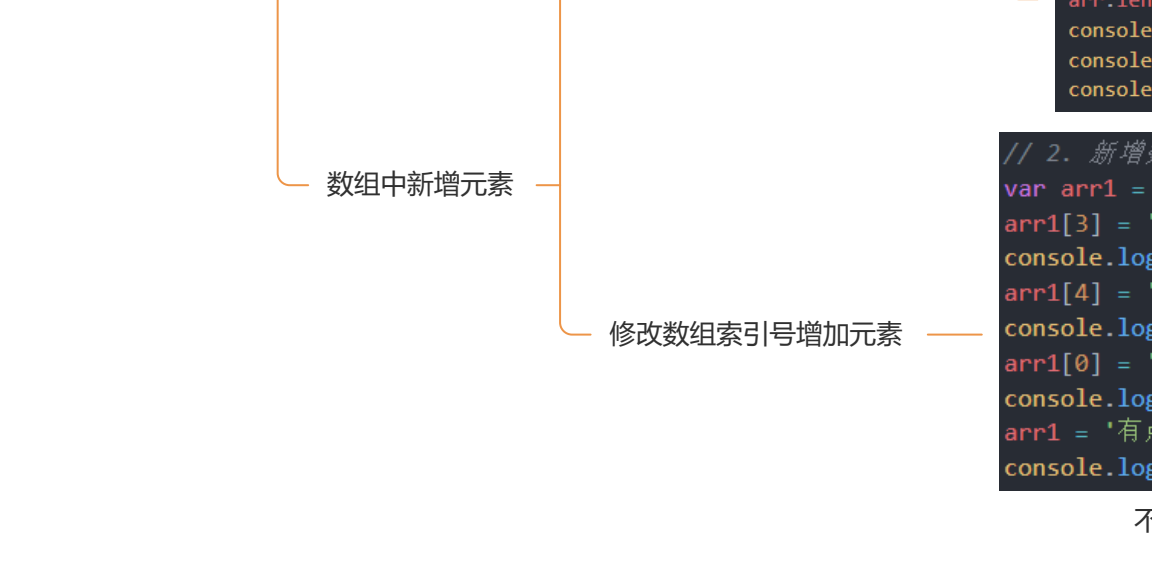 arr.len
console
console
console
数组中新增元素
修改数组索引号增加元素
// 2. 新增
var arr1 =
arr1[3] = '
console.log
arr1[4] = '
console.log
arr1[0] = '
console.log
arr1 = '有
console.log
不